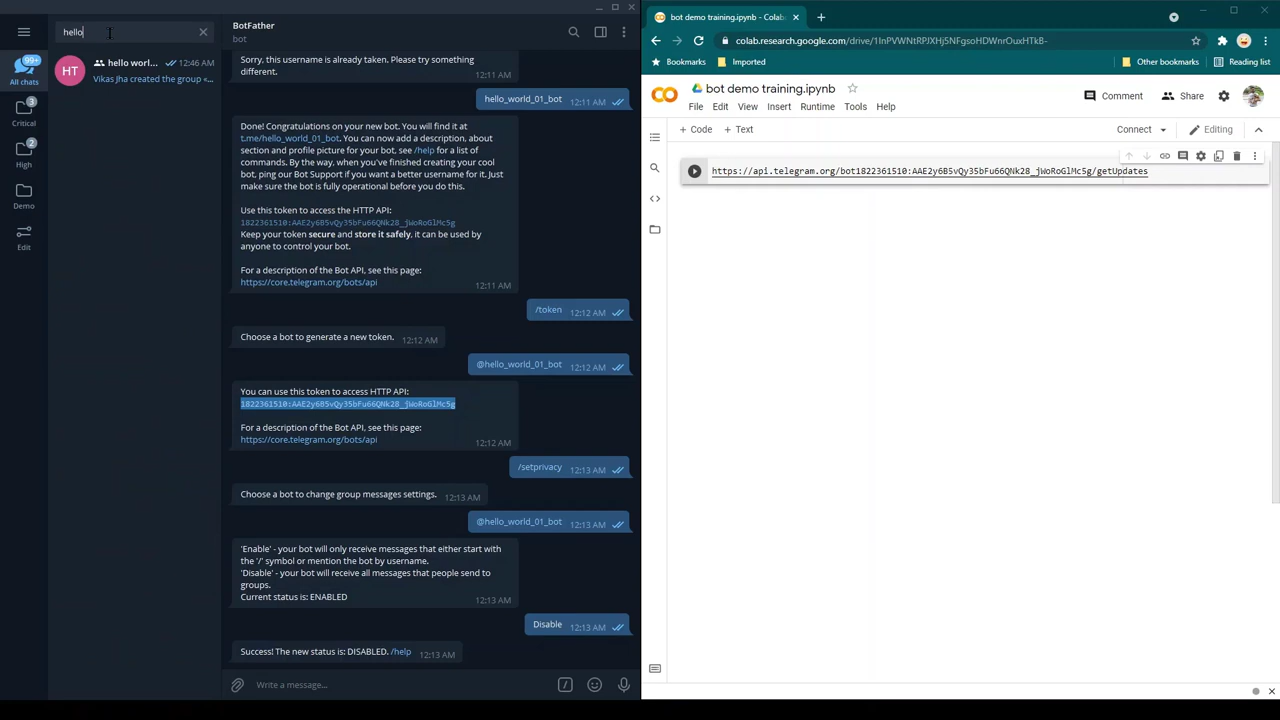 hello
99+
All chats
3
Critical
2
High
Demo
Edit
HT
hello worl...
12:46 AM
Vikas Jha created the group «...
BotFather
bot
Sorry, this username is already taken. Please try something
different.
12:11 AM
hello_world_01_bot
12:11 AM
Done! Congratulations on your new bot. You will find it at
t.me/hello_world_01_bot. You can now add a description, about
section and profile picture for your bot, see /help for a list of
commands. By the way, when you've finished creating your cool
bot, ping our Bot Support if you want a better username for it. Just
make sure the bot is fully operational before you do this.
Use this token to access the HTTP API:
1822361510:AAE2y6B5vQy35bFu66QNk28_jWoRoGlMc5g
Keep your token secure and store it safely, it can be used by
anyone to control your bot.
For a description of the Bot API, see this page:
https://core.telegram.org/bots/api
12:11 AM
/token
12:12 AM
Choose a bot to generate a new token.
12:12 AM
@hello_world_01_bot
12:12 AM
You can use this token to access HTTP API:
1822361510:AAE2y6B5vQy35bFu66QNk28_jWoRoGlMc5g
For a description of the Bot API, see this page:
https://core.telegram.org/bots/api
12:12 AM
/setprivacy
12:13 AM
Choose a bot to change group messages settings.
12:13 AM
@hello_world_01_bot
12:13 AM
'Enable' - your bot will only receive messages that either start with
the '/' symbol or mention the bot by username.
'Disable' - your bot will receive all messages that people send to
groups.
Current status is: ENABLED
12:13 AM
Disable
12:13 AM
Success! The new status is: DISABLED. /help
12:13 AM
Write a message...
bot demo training.ipynb - Colab
colab.research.google.com/drive/1InPVWNtRPJXHj5NFgsoHDWnrOuxHTkB-
Bookmarks
Imported
Other bookmarks
Reading list
bot demo training.ipynb
File Edit View Insert Runtime Tools Help
Comment
Share
+ Code + Text
Connect
Editing
https://api.telegram.org/bot1822361510:AAE2y6B5vQy35bFu66QNk28_jWoRoGlMc5g/getUpdates